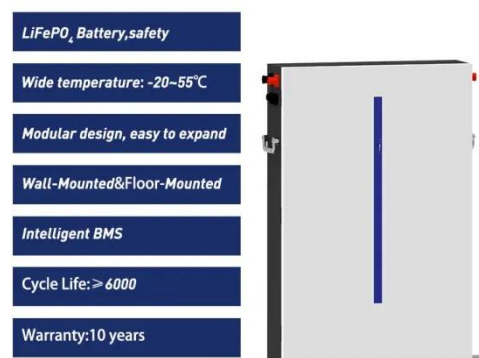 LiFePO₄ Battery,safety
Wide temperature: -20~55℃
Modular design, easy to expand
Wall-Mounted&Floor-Mounted
Intelligent BMS
Cycle Life:≥6000
Warranty:10 years